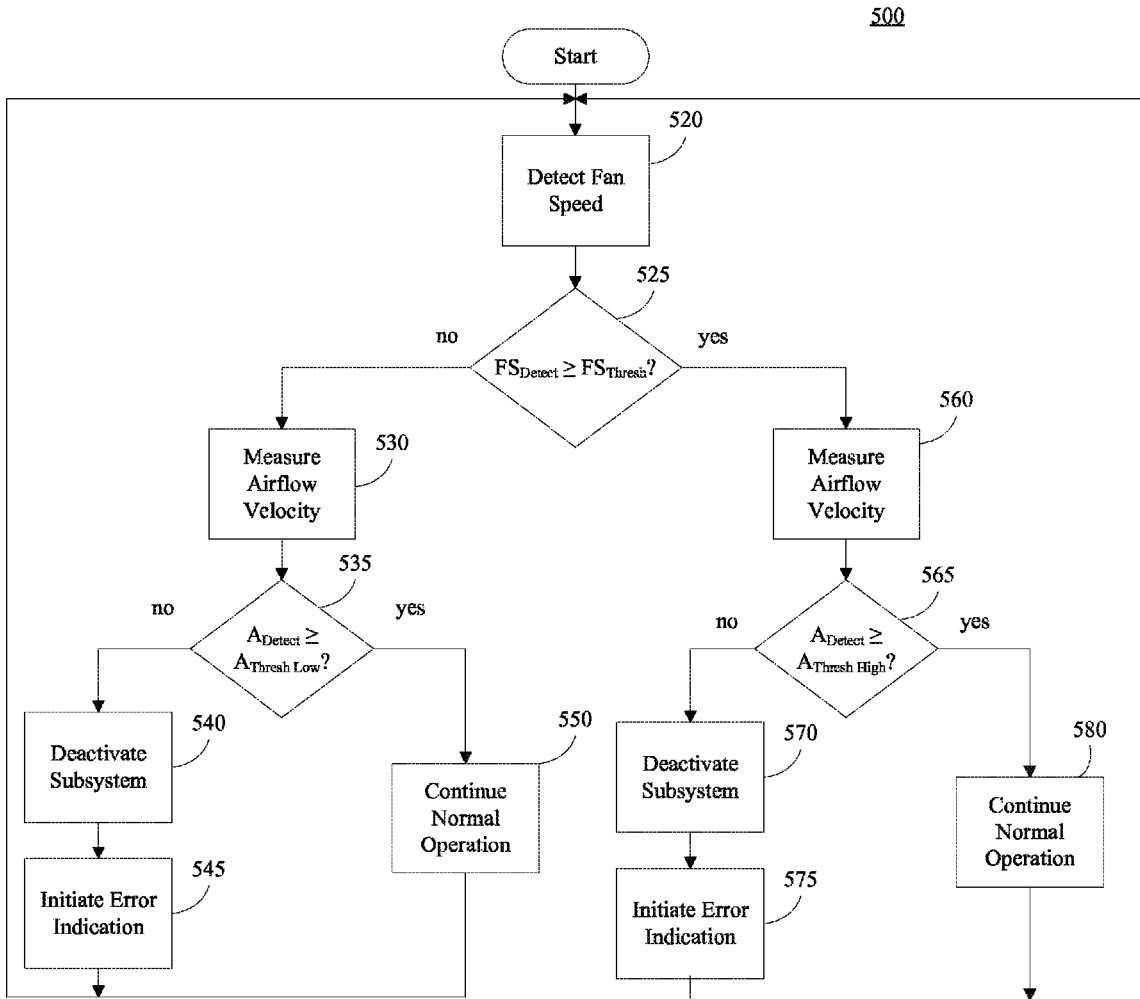 500
Start
520
Detect Fan
Speed
525
no
yes
FSDetect ≥ FSThresh?
560
530
Measure
Airflow
Velocity
Measure
Airflow
Velocity
535
565
no
yes
no
yes
ADetect ≥
AThresh Low?
ADetect ≥
AThresh High?
540
550
570
580
Deactivate
Subsystem
Continue
Normal
Operation
Deactivate
Subsystem
Continue
Normal
Operation
545
575
Initiate Error
Indication
Initiate Error
Indication